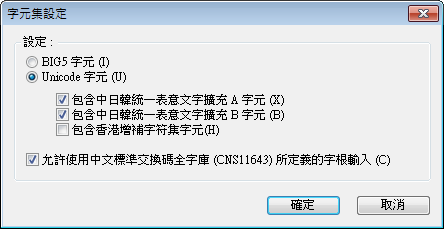 字元集設定
設定：
BIG5 字元 (I)
Unicode 字元 (U)
包含中日韓統一表意文字擴充 A 字元 (X)
包含中日韓統一表意文字擴充 B 字元 (B)
包含香港增補字符集字元(H)
允許使用中文標準交換碼全字庫 (CNS11643) 所定義的字根輸入 (C)
確定
取消